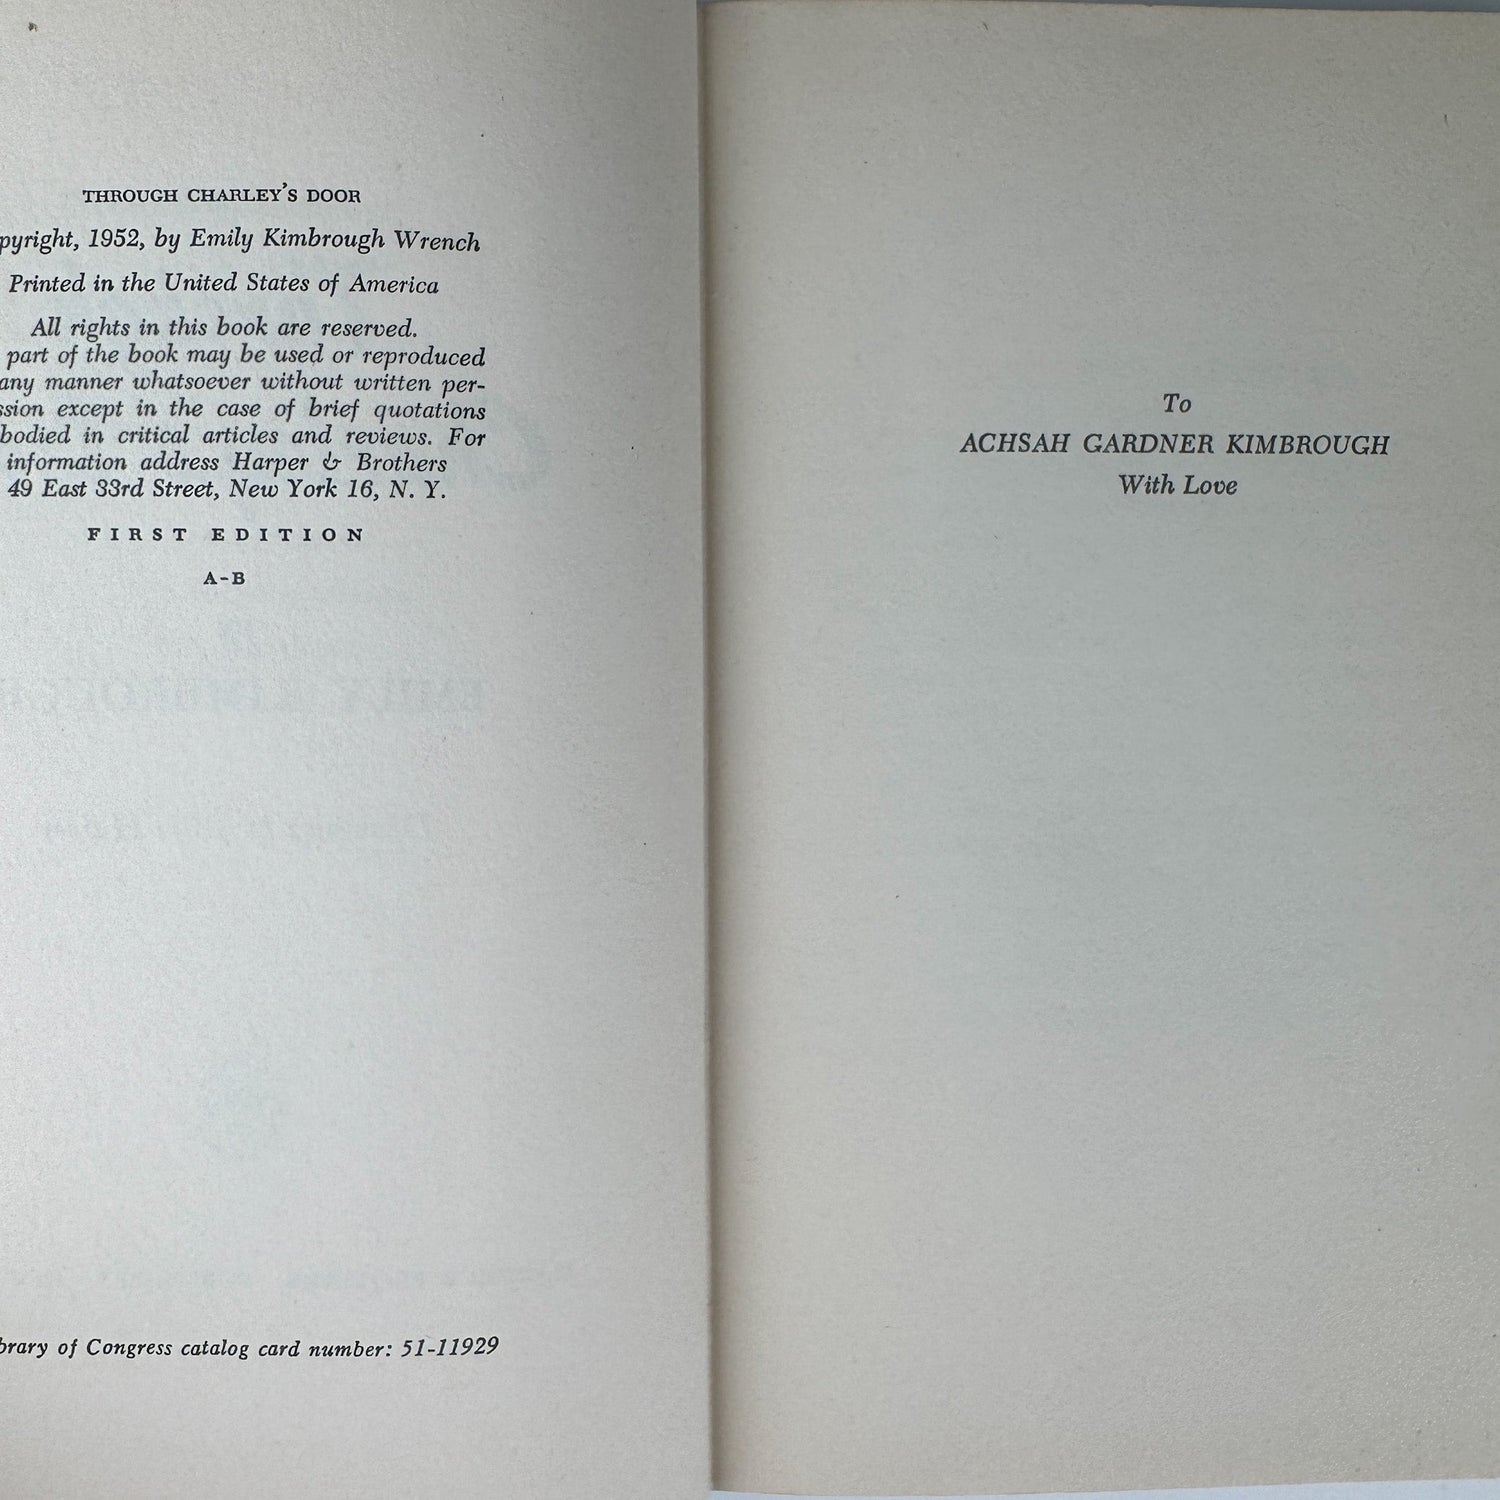 THROUGH CHARLEY'S DOOR
pyright, 1952, by Emily Kimbrough Wrench
Printed in the United States of America
All rights in this book are reserved.
part of the book may be used or reproduced
any manner whatsoever without written per-
ssion except in the case of brief quotations
bodied in critical articles and reviews. For
information address Harper & Brothers
49 East 33rd Street, New York 16, N. Y.
FIRST EDITION
A-B
brary of Congress catalog card number: 51-11929
To
ACHSAH GARDNER KIMBROUGH
With Love